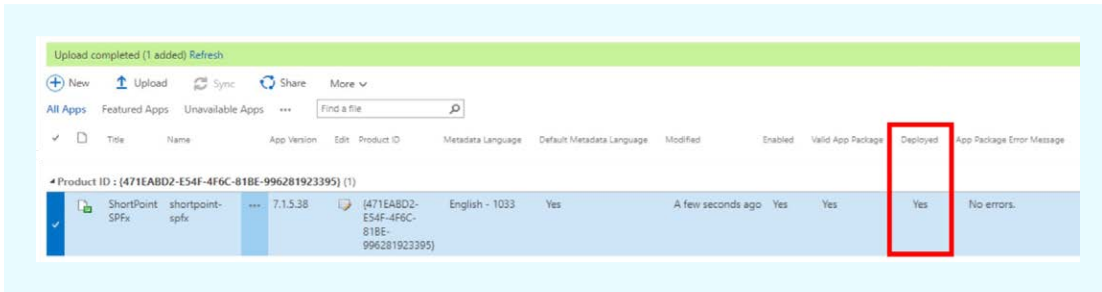 Upload completed (1 added) Refresh
New Upload Sync Share More
All Apps Featured Apps Unavailable Apps ••• Find a file
Title Name App Version Edit Product ID Metadata Language Default Metadata Language Modified Enabled Valid App Package Deployed App Package Error Message
Product ID : {471EABD2-E54F-4F6C-81BE-996281923395} (1)
ShortPoint shortpoint- ••• 7.1.5.38 {471EABD2- English - 1033 Yes A few seconds ago Yes Yes Yes No errors.
SPFx spfx E54F-4F6C-
81BE-
996281923395}